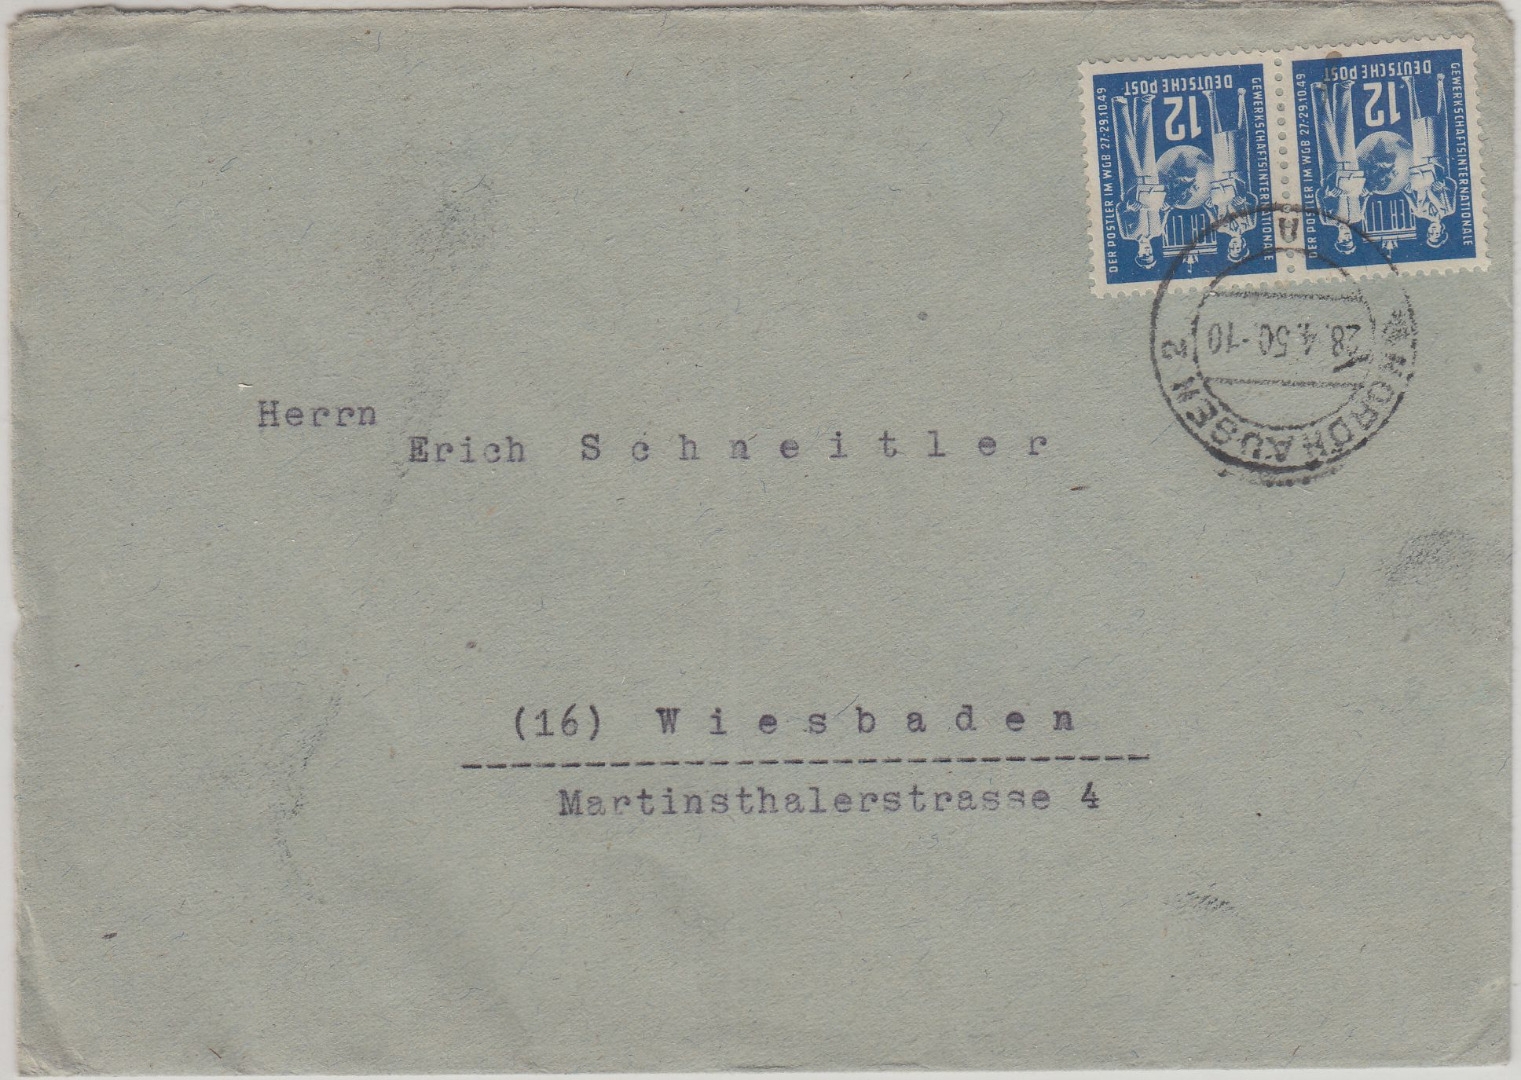 GEWERKSCHAFTSINTERNATIONALE
DEUTSCHE POST
12
DER POSTLER IM WGB 27.-29.10.49
GEWERKSCHAFTSINTERNATIONALE
DEUTSCHE POST
12
DER POSTLER IM WGB 27.-29.10.49
NORDHAUSEN 2
28.4.50.-10
Herrn
Erich Schneitler
(16) Wiesbaden
Martinsthalerstrasse 4